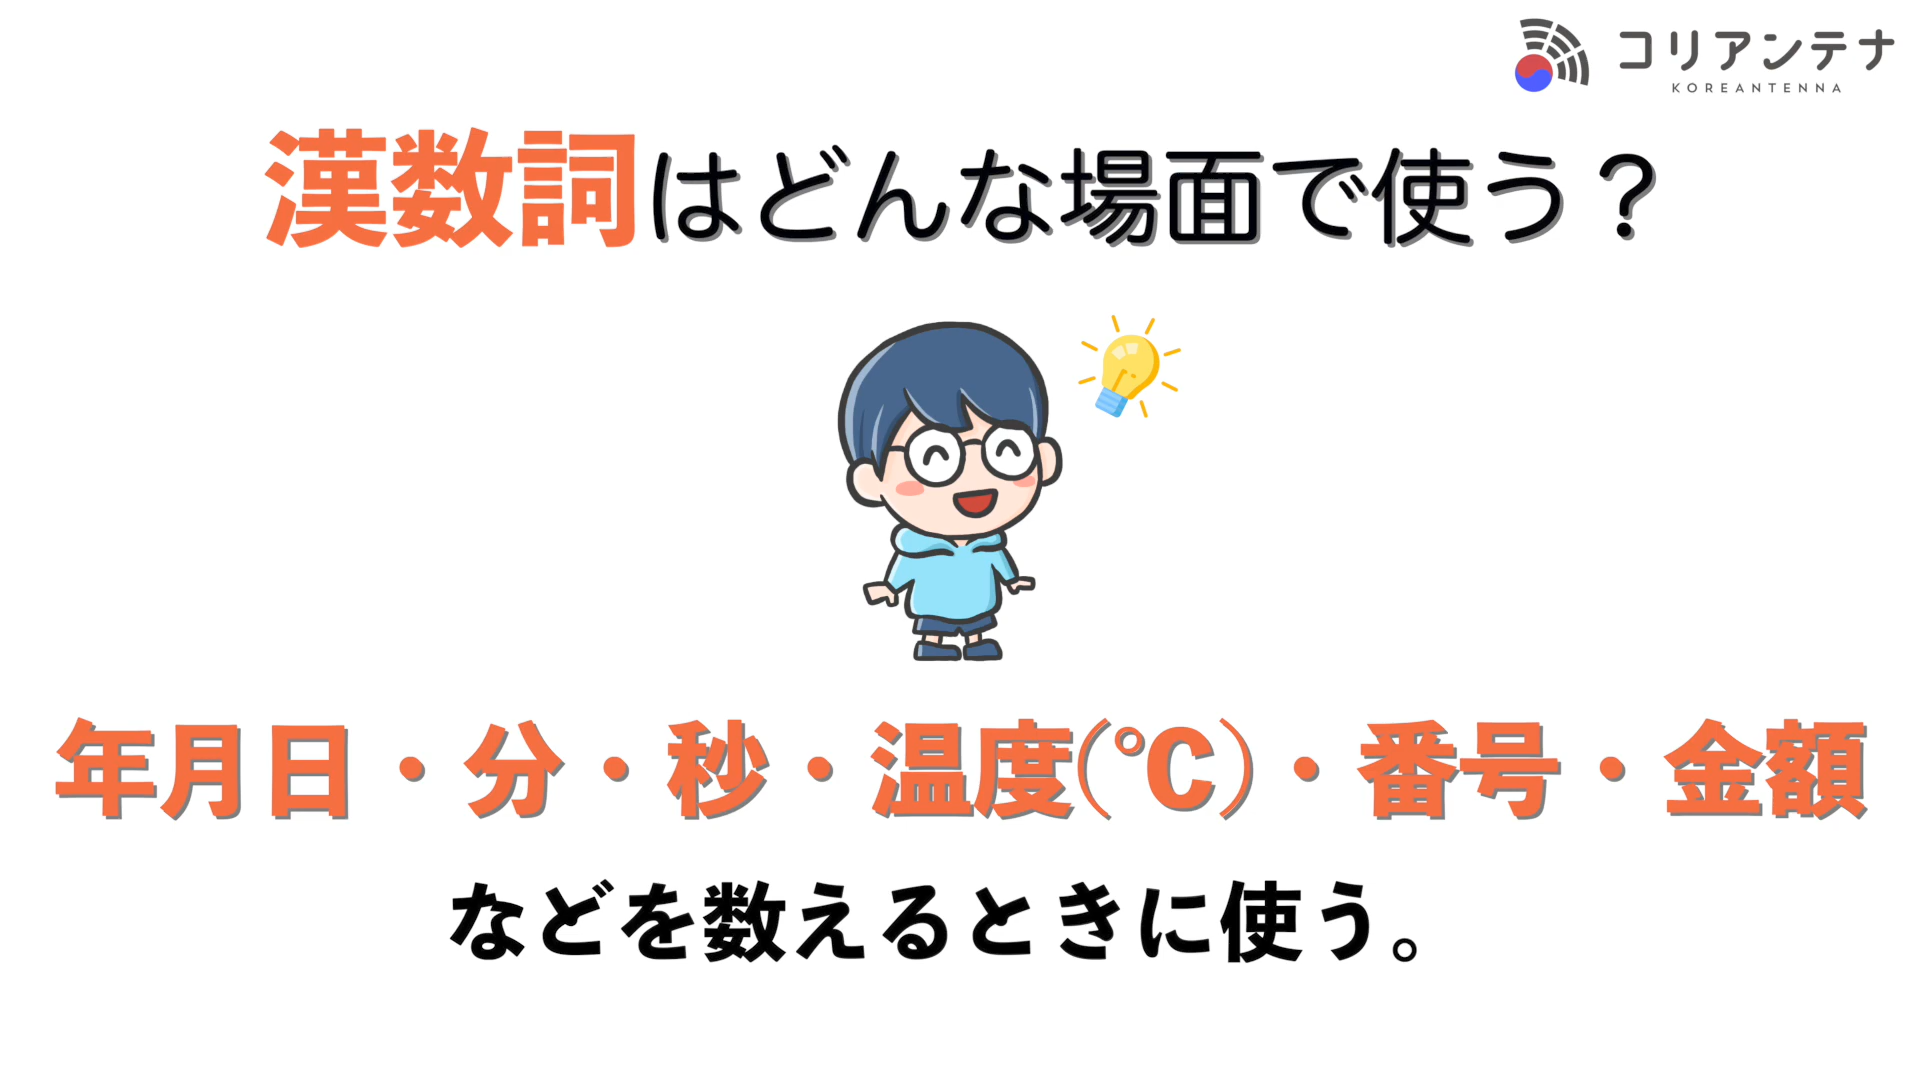 コリアンテナ
KOREANTENNA
漢数詞はどんな場面で使う？
年月日・分・秒・温度(℃)・番号・金額
などを数えるときに使う。